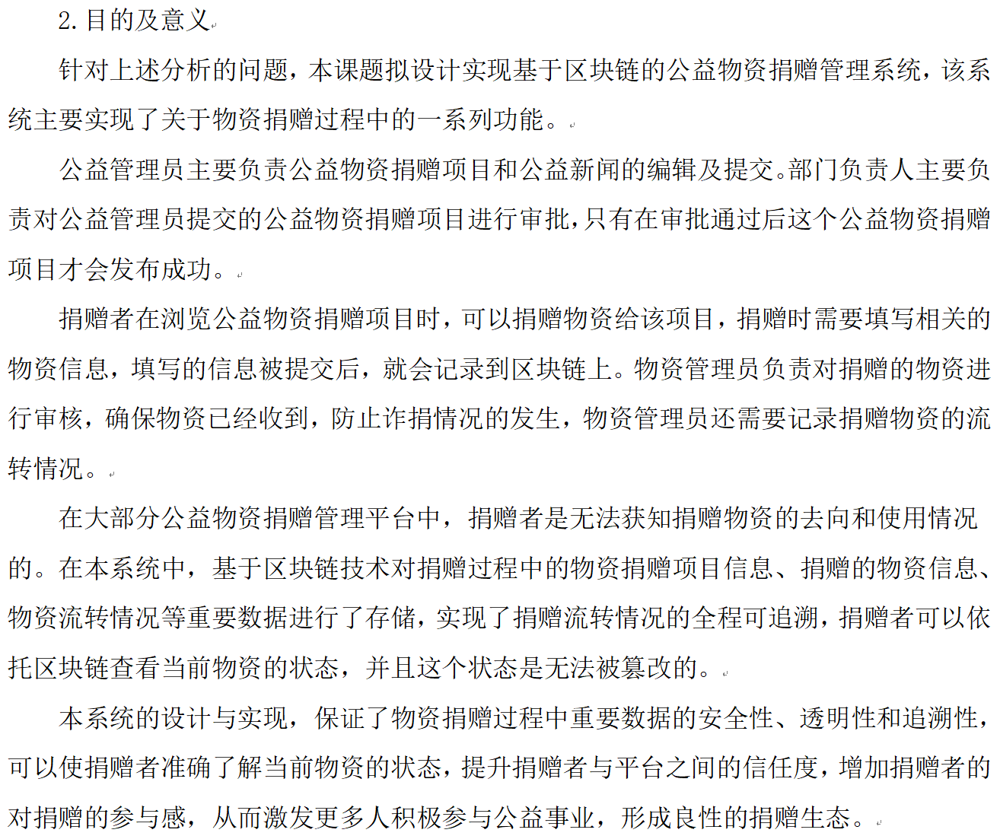 2.目的及意义
针对上述分析的问题，本课题拟设计实现基于区块链的公益物资捐赠管理系统，该系
统主要实现了关于物资捐赠过程中的一系列功能。
公益管理员主要负责公益物资捐赠项目和公益新闻的编辑及提交。部门负责人主要负
责对公益管理员提交的公益物资捐赠项目进行审批，只有在审批通过后这个公益物资捐赠
项目才会发布成功。
捐赠者在浏览公益物资捐赠项目时，可以捐赠物资给该项目，捐赠时需要填写相关的
物资信息，填写的信息被提交后，就会记录到区块链上。物资管理员负责对捐赠的物资进
行审核，确保物资已经收到，防止诈捐情况的发生，物资管理员还需要记录捐赠物资的流
转情况。
在大部分公益物资捐赠管理平台中，捐赠者是无法获知捐赠物资的去向和使用情况
的。在本系统中，基于区块链技术对捐赠过程中的物资捐赠项目信息、捐赠的物资信息、
物资流转情况等重要数据进行了存储，实现了捐赠流转情况的全程可追溯，捐赠者可以依
托区块链查看当前物资的状态，并且这个状态是无法被篡改的。
本系统的设计与实现，保证了物资捐赠过程中重要数据的安全性、透明性和追溯性，
可以使捐赠者准确了解当前物资的状态，提升捐赠者与平台之间的信任度，增加捐赠者的
对捐赠的参与感，从而激发更多人积极参与公益事业，形成良性的捐赠生态。